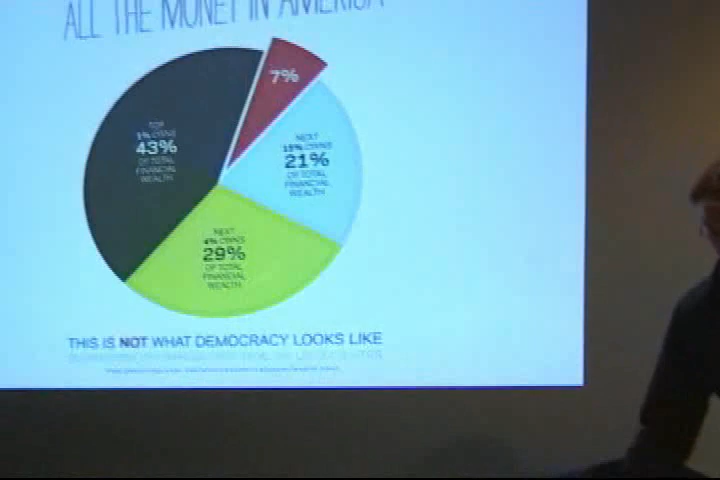 ALL THE MONEY IN AMERICA
7%
TOP
1% OWNS
43%
OF TOTAL
FINANCIAL
WEALTH
NEXT
15% OWNS
21%
OF TOTAL
FINANCIAL
WEALTH
NEXT
4% OWNS
29%
OF TOTAL
FINANCIAL
WEALTH
THIS IS NOT WHAT DEMOCRACY LOOKS LIKE